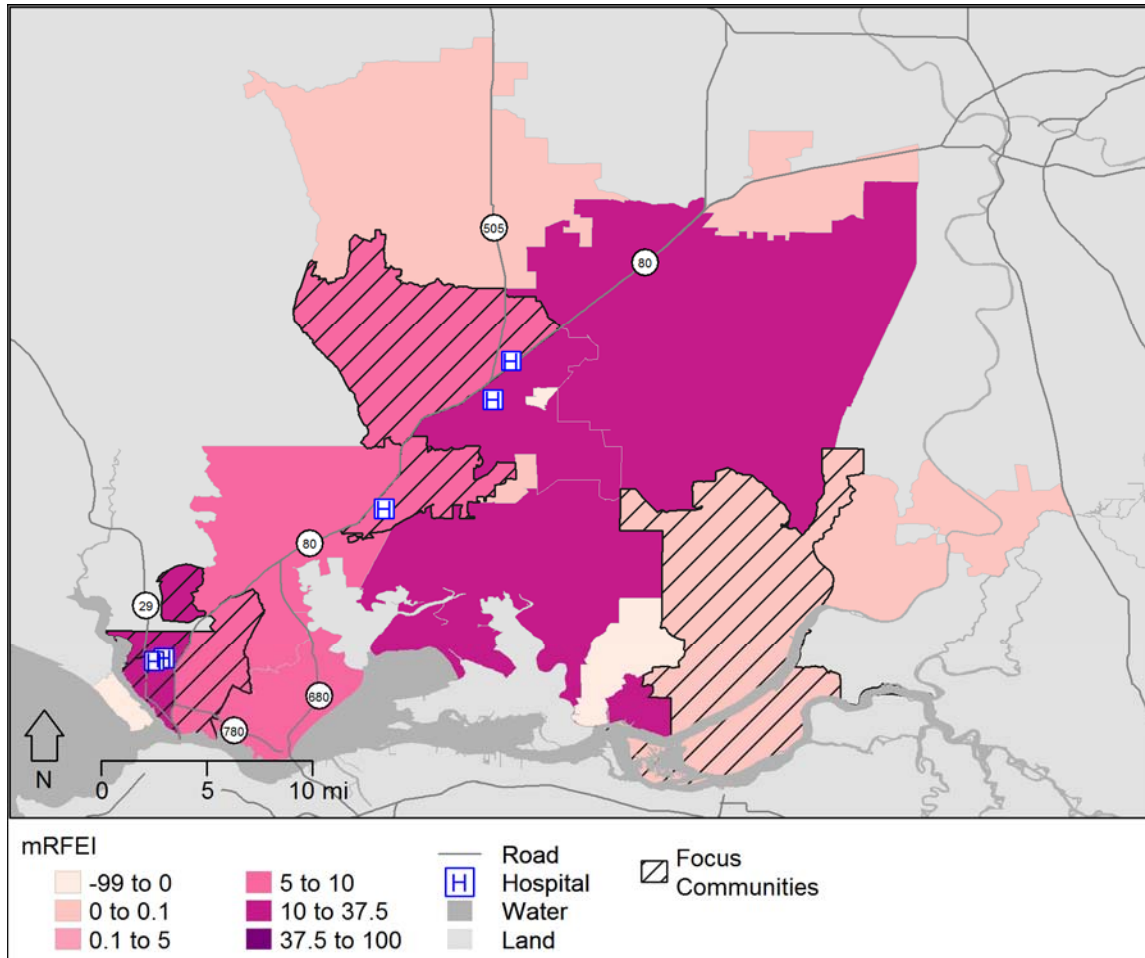 505
80
H
H
H
80
29
H H
680
780
N
0 5 10 mi
mRFEI
-99 to 0
0 to 0.1
0.1 to 5
5 to 10
10 to 37.5
37.5 to 100
Road
H Hospital
Water
Land
Focus
Communities